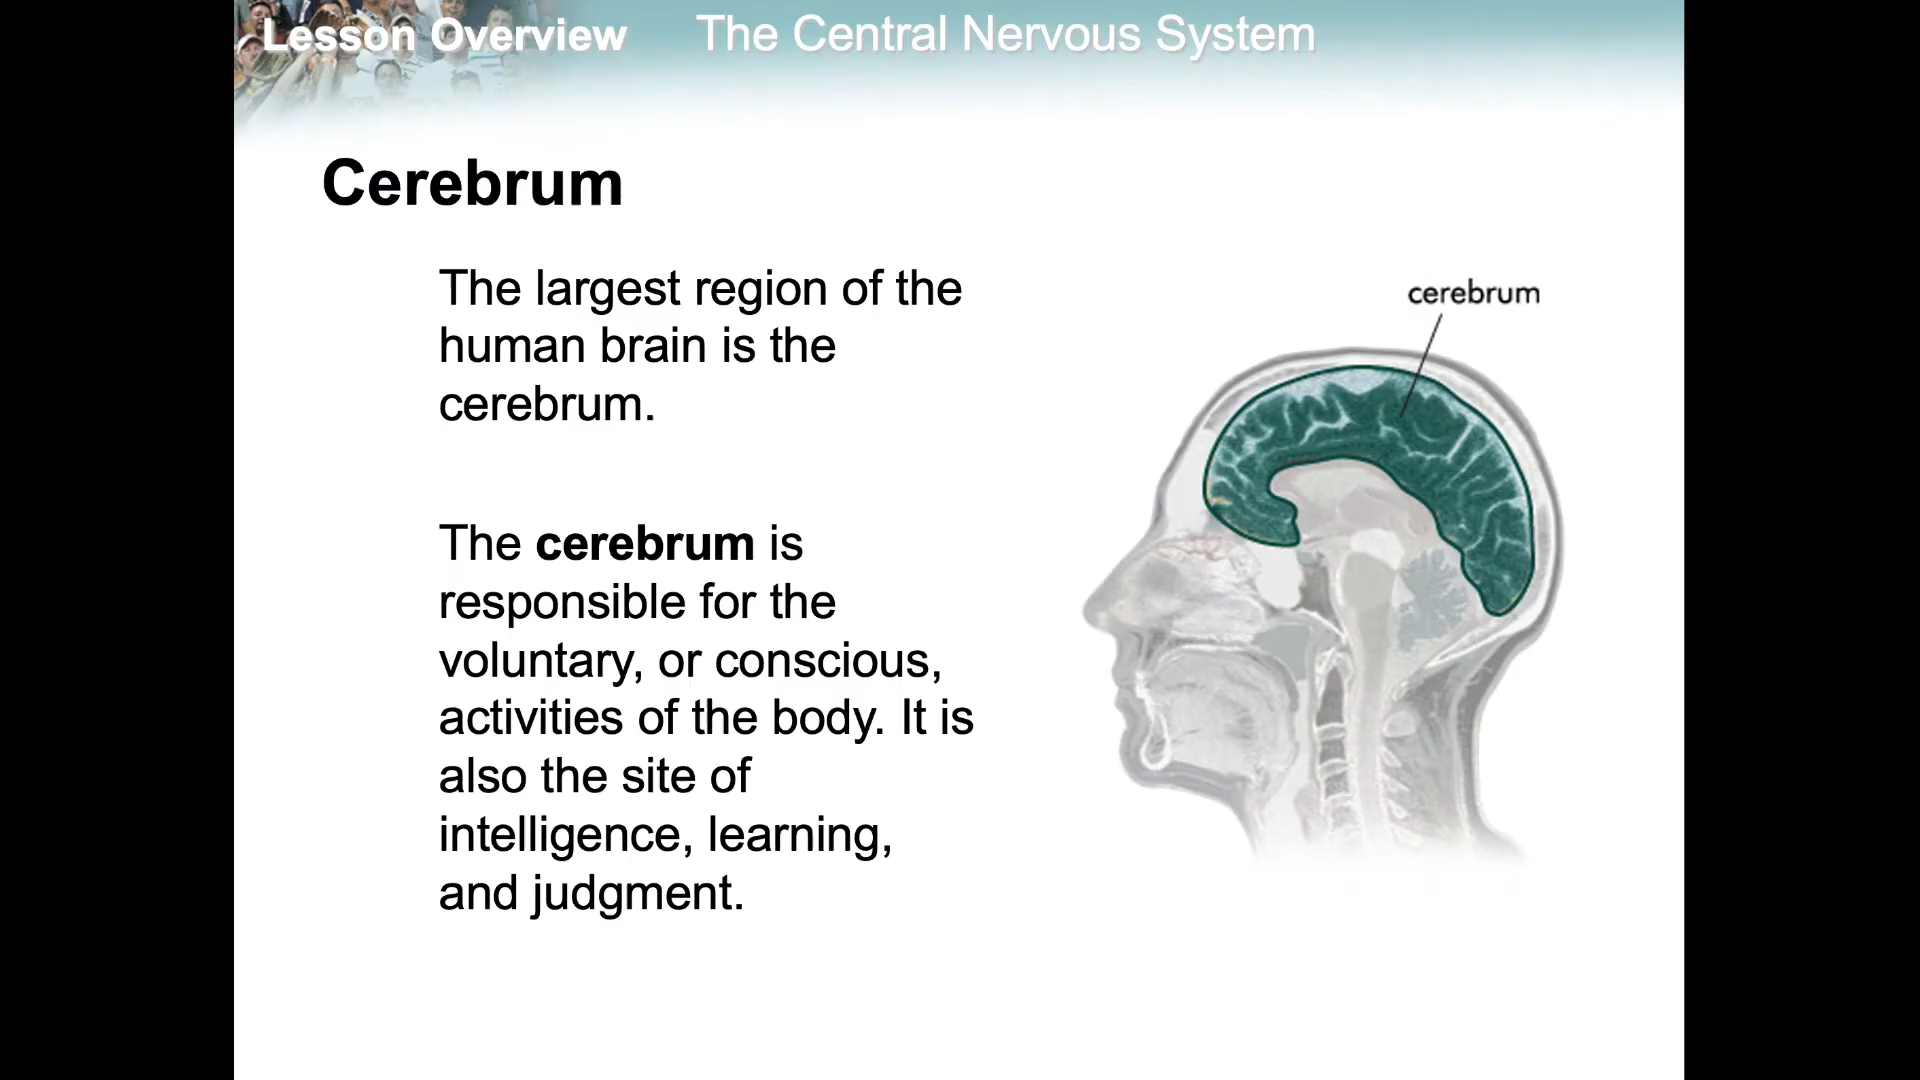 Lesson Overview The Central Nervous System
Cerebrum
The largest region of the
human brain is the
cerebrum.
cerebrum
The cerebrum is
responsible for the
voluntary, or conscious,
activities of the body. It is
also the site of
intelligence, learning,
and judgment.